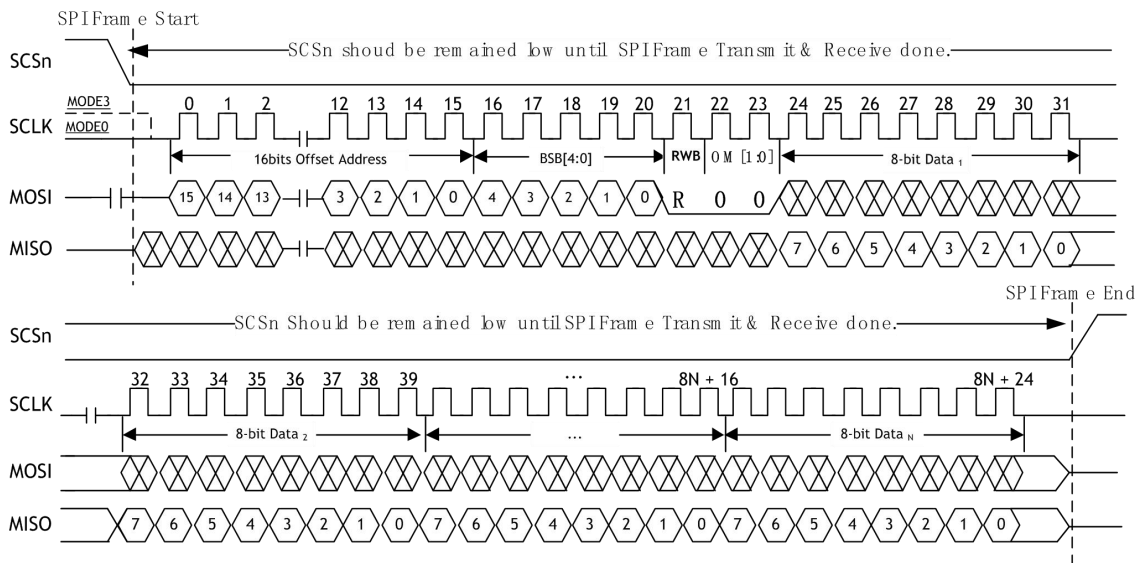 SPI Frame Start
SCSn
SCSn shoud be remained low until SPI Frame Transmit & Receive done.
MODE3
SCLK
MODE0
0 1 2 12 13 14 15 16 17 18 19 20 21 22 23 24 25 26 27 28 29 30 31
16bits Offset Address BSB[4:0] RWB OM [1:0] 8-bit Data 1
MOSI 15 14 13 3 2 1 0 4 3 2 1 0 R 0 0
MISO 7 6 5 4 3 2 1 0
SPI Frame End
SCSn
SCSn Should be remained low until SPI Frame Transmit & Receive done.
32 33 34 35 36 37 38 39 ... 8N + 16 8N + 24
SCLK
8-bit Data 2 ... 8-bit Data N
MOSI
MISO 7 6 5 4 3 2 1 0 7 6 5 4 3 2 1 0 7 6 5 4 3 2 1 0